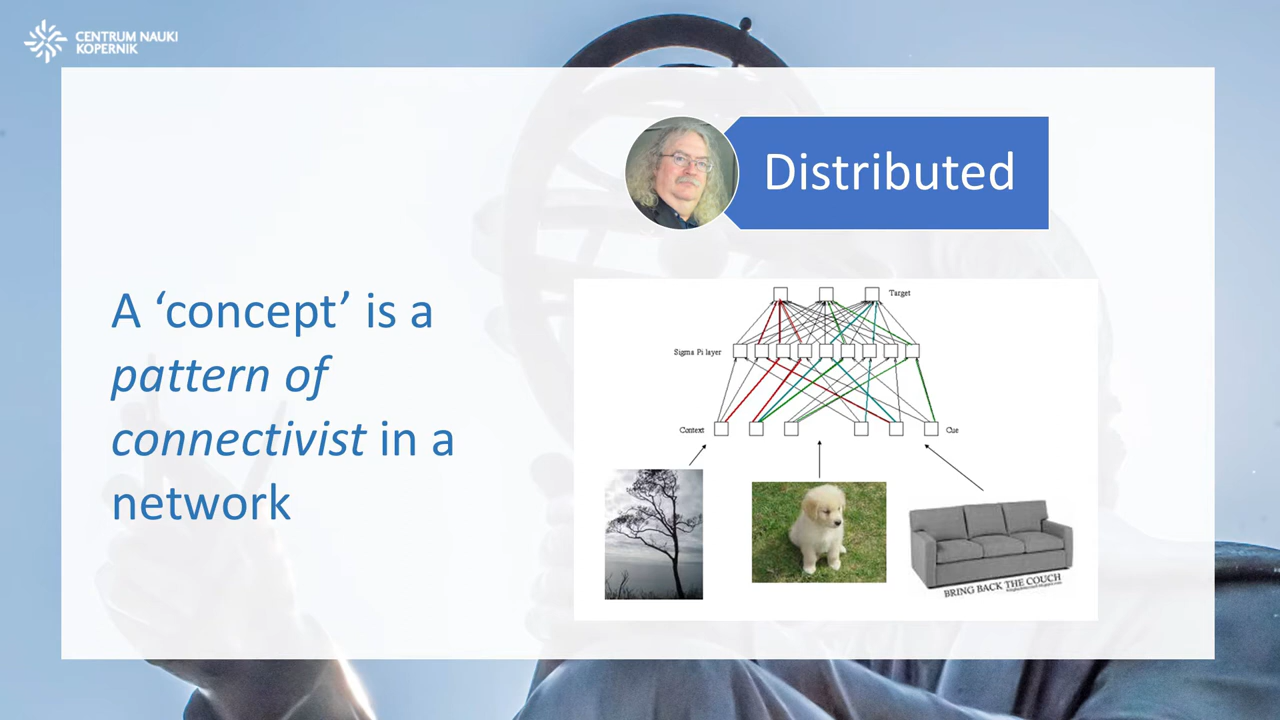 CENTRUM NAUKI
KOPERNIK
Distributed
A ‘concept’ is a
pattern of
connectivist in a
network
Target
Sigma Pi layer
Context
Cue
BRING BACK THE COUCH